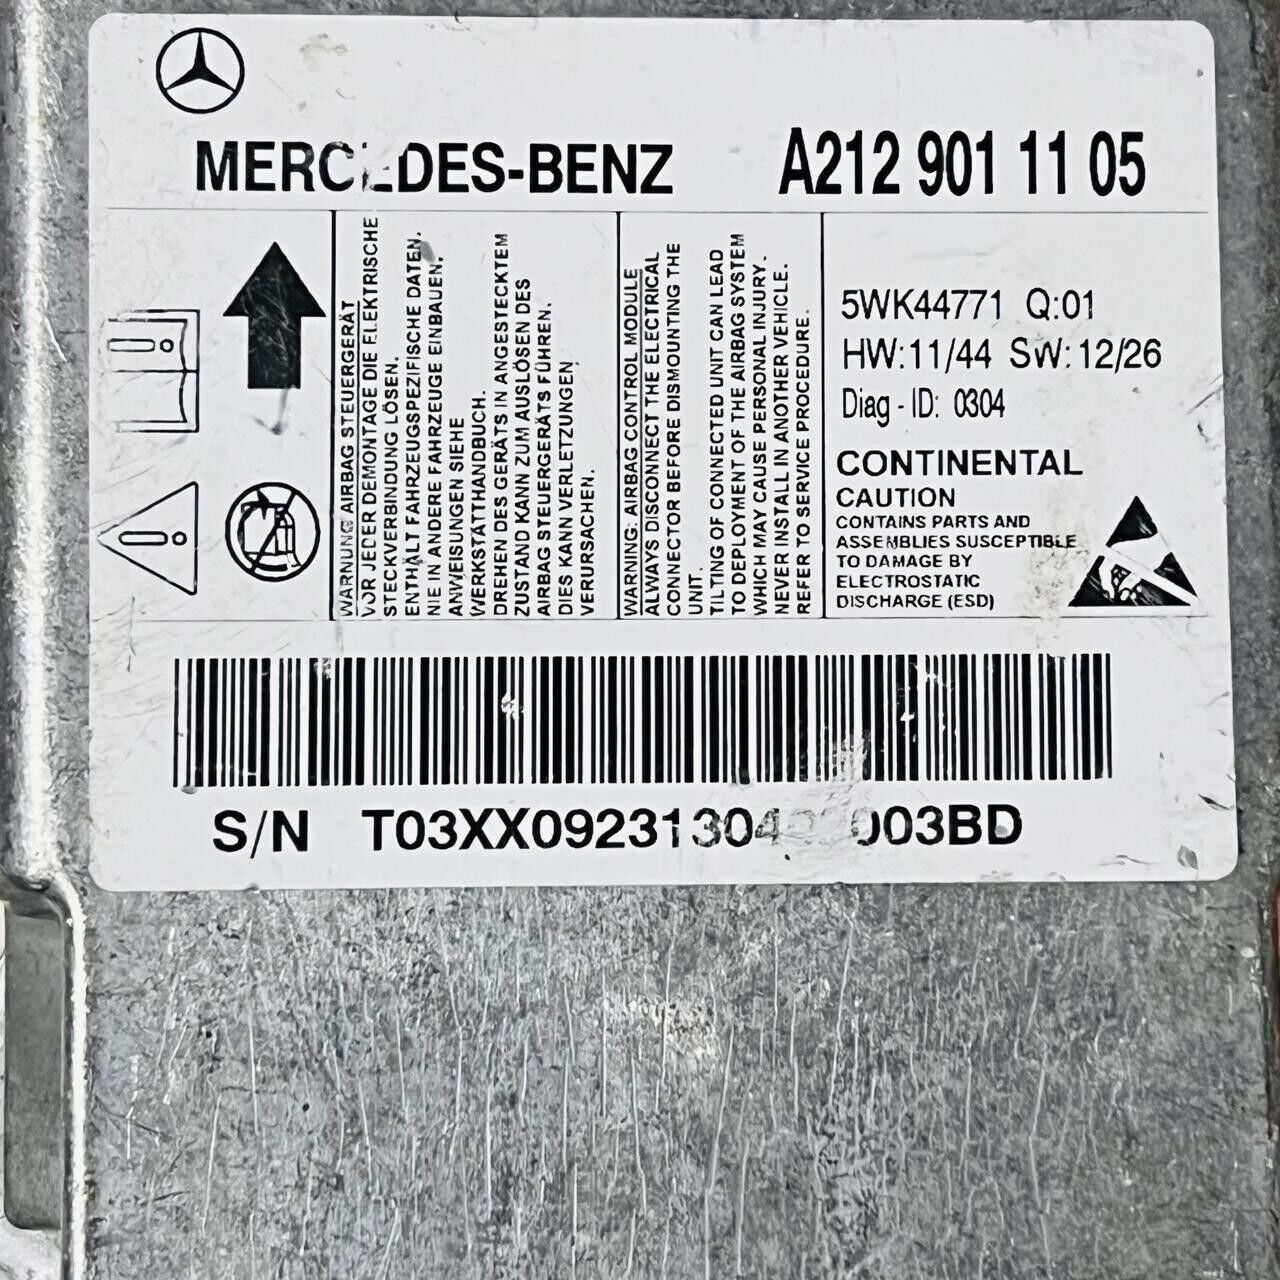 MERCEDES-BENZ
A212 901 11 05
WARNUNG: AIRBAG STEUERGERÄT
VOR JEDER DEMONTAGE DIE ELEKTRISCHE
STECKVERBINDUNG LÖSEN.
ENTHÄLT FAHRZEUGSPEZIFISCHE DATEN.
NIE IN ANDERE FAHRZEUGE EINBAUEN.
ANWEISUNGEN SIEHE
WERKSTATTHANDBUCH.
DREHEN DES GERÄTS IN ANGESTECKTEM
ZUSTAND KANN ZUM AUSLÖSEN DES
AIRBAG STEUERGERÄTS FÜHREN.
DIES KANN VERLETZUNGEN
VERURSACHEN.
WARNING: AIRBAG CONTROL MODULE
ALWAYS DISCONNECT THE ELECTRICAL
CONNECTOR BEFORE DISMOUNTING THE
UNIT.
TILTING OF CONNECTED UNIT CAN LEAD
TO DEPLOYMENT OF THE AIRBAG SYSTEM
WHICH MAY CAUSE PERSONAL INJURY.
NEVER INSTALL IN ANOTHER VEHICLE.
REFER TO SERVICE PROCEDURE.
5WK44771 Q:01
HW:11/44 SW:12/26
Diag - ID: 0304
CONTINENTAL
CAUTION
CONTAINS PARTS AND
ASSEMBLIES SUSCEPTIBLE
TO DAMAGE BY
ELECTROSTATIC
DISCHARGE (ESD)
S/N